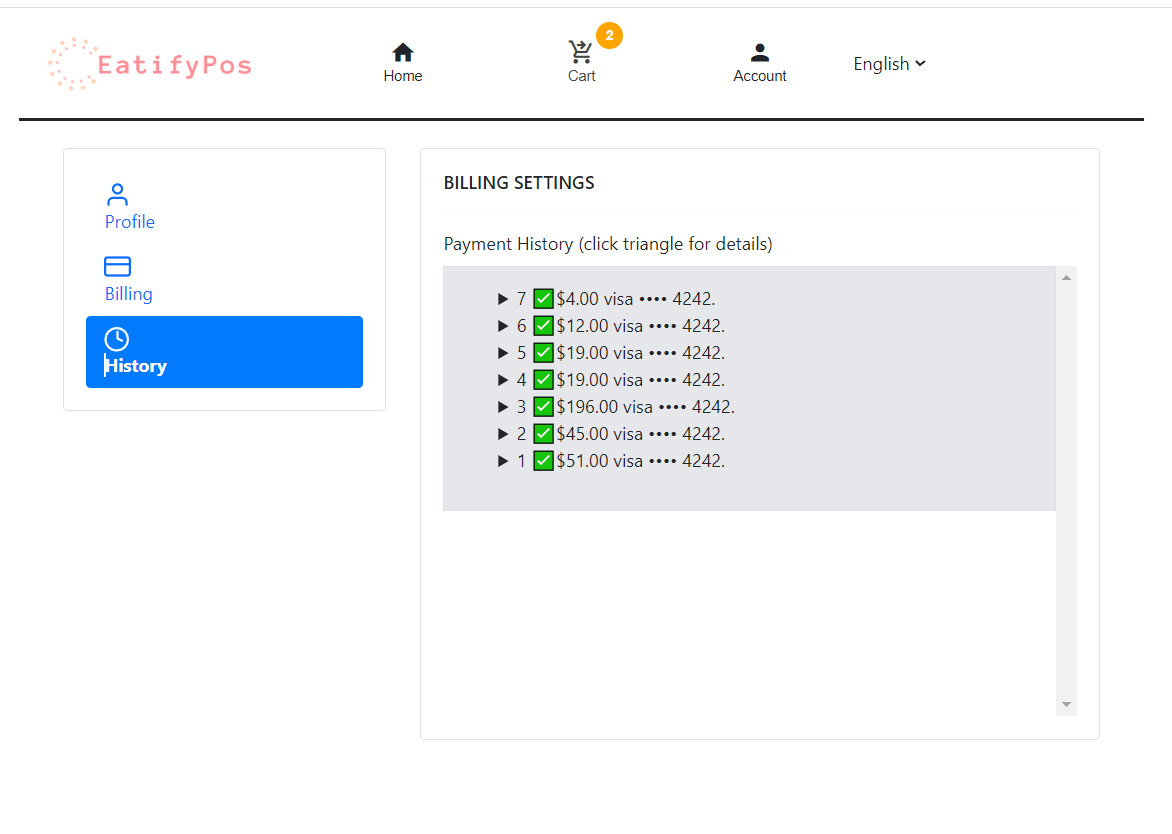 EatifyPos
Home
2
Cart
Account
English
Profile
Billing
History
BILLING SETTINGS
Payment History (click triangle for details)
▶ 7 ✅$4.00 visa •••• 4242.
▶ 6 ✅$12.00 visa •••• 4242.
▶ 5 ✅$19.00 visa •••• 4242.
▶ 4 ✅$19.00 visa •••• 4242.
▶ 3 ✅$196.00 visa •••• 4242.
▶ 2 ✅$45.00 visa •••• 4242.
▶ 1 ✅$51.00 visa •••• 4242.